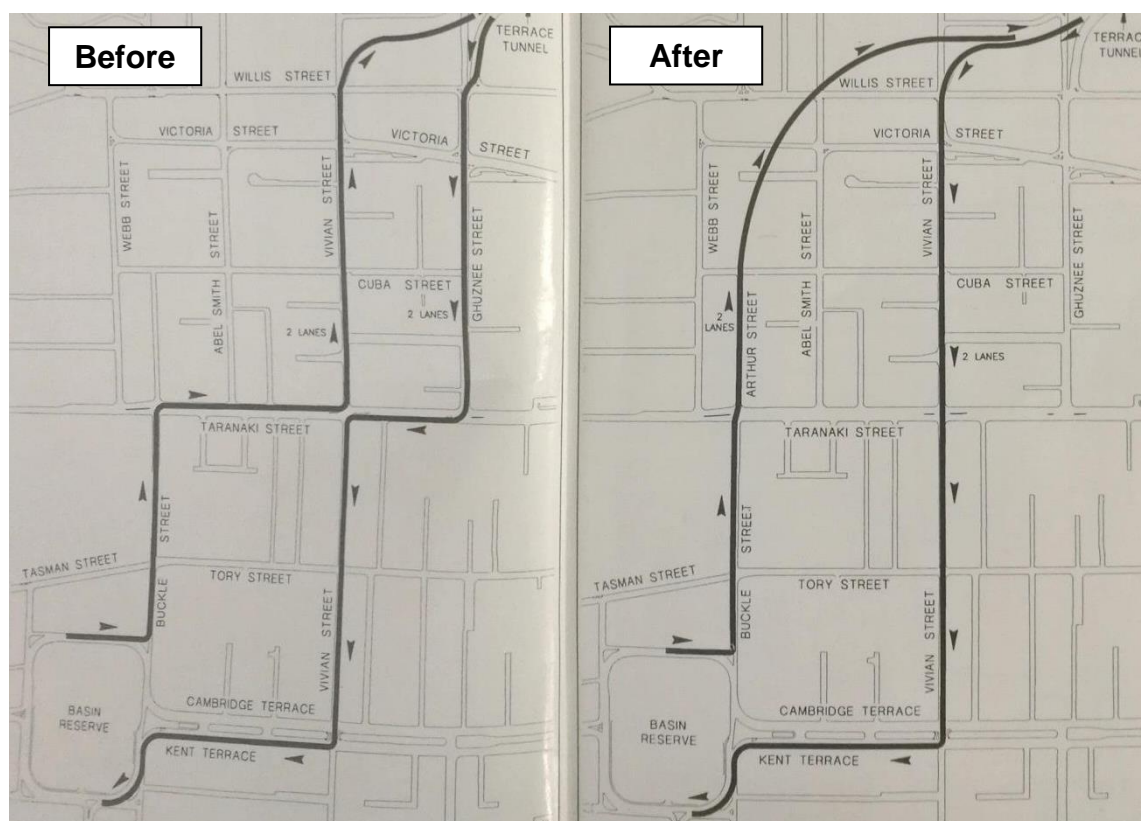 Before
TERRACE
TUNNEL
WILLIS STREET
VICTORIA STREET
VICTORIA STREET
WEBB STREET
ABEL SMITH STREET
VIVIAN STREET
GHUZNEE STREET
CUBA STREET
2 LANES
2 LANES
TARANAKI STREET
BUCKLE STREET
TASMAN STREET
TORY STREET
VIVIAN STREET
CAMBRIDGE TERRACE
BASIN
RESERVE
KENT TERRACE
After
TERRACE
TUNNEL
WILLIS STREET
VICTORIA STREET
WEBB STREET
ABEL SMITH STREET
VIVIAN STREET
GHUZNEE STREET
CUBA STREET
2
LANES
ARTHUR STREET
2 LANES
TARANAKI STREET
BUCKLE STREET
TASMAN STREET
TORY STREET
VIVIAN STREET
CAMBRIDGE TERRACE
BASIN
RESERVE
KENT TERRACE